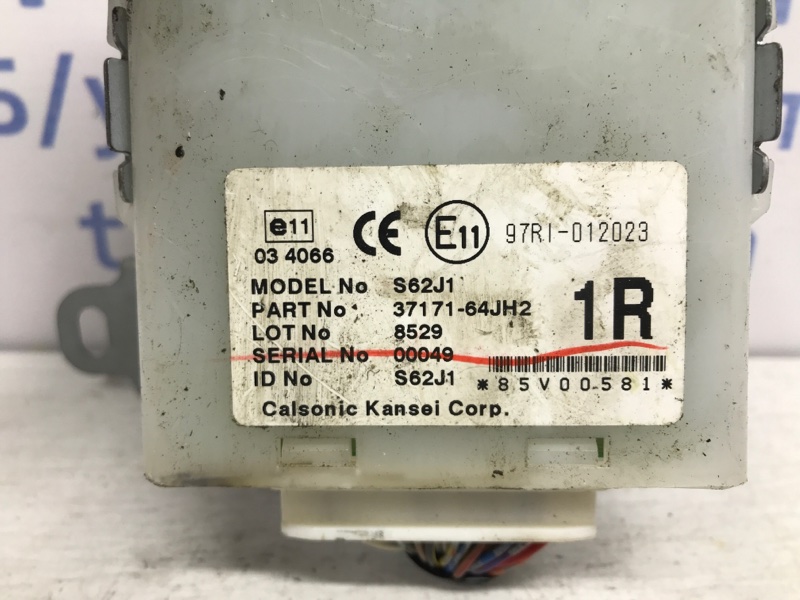 e11
03 4066
CE
E11
97RI-012023
MODEL No S62J1
PART No 37171-64JH2
1R
LOT No 8529
SERIAL No 00049
ID No S62J1
*85V00581*
Calsonic Kansei Corp.